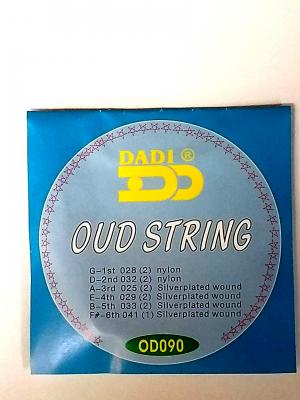 DADI ®
OUD STRING
G-1st 028 (2) nylon
D-2nd 032 (2) nylon
A-3rd 025 (2) Silverplated wound
E-4th 029 (2) Silverplated wound
B-5th 033 (2) Silverplated wound
F#-6th 041 (1) Silverplated wound
OD090